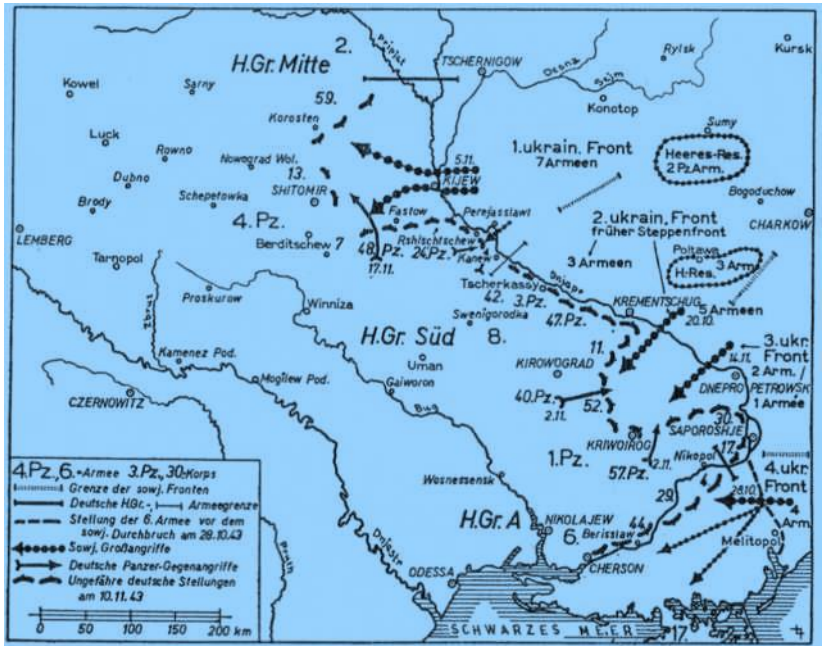 Kursk
Rylsk
2.
Pripjet
TSCHERNIGOW
Desna
Sejm
H.Gr. Mitte
Kowel
Sarny
59.
Konotop
Korosten
Sumy
1.ukrain. Front
7 Armeen
Heeres-Res.
2 Pz Arm.
Luck
Rowno
Nowograd Wol.
5.11.
KIJEW
13.
Dubno
SHITOMIR
Schepetowka
Brody
Bogoduchow
CHARKOW
Fastow
Perejasslawl
2.ukrain. Front
früher Steppenfront
4.Pz.
LEMBERG
Berditschew
7
48.Pz.
Rshischtschew
24.Pz.
Kanew
3 Armeen
Poltawa
H.-Res.
3 Arm.
17.11.
Tarnopol
Tscherkassy
Dnjepr
42.
3.Pz.
Proskurow
Winniza
KREMENTSCHUG
5 Armeen
20.10.
47.Pz.
Swenigorodka
Zbrucz
H.Gr. Süd
8.
11.
3.ukr.
Front
14.11.
2 Arm./
1 Armée
Uman
KIROWOGRAD
DNEPRO
PETROWSK
Kamenez Pod.
Mogilew Pod.
Gaiworon
CZERNOWITZ
Bug
40.Pz.
2.11.
52.
30.
SAPOROSHJE
KRIWOIROG
17.
1.Pz.
57.Pz.
2.11.
Nikopol
4.ukr.
Front
Wosnessensk
29.
28.10.
4
Arm.
H.Gr. A
NIKOLAJEW
44.
6.
Berisslaw
Melitopol
CHERSON
ODESSA
Dnjestr
Pruth
SCHWARZES MEER
17.
4.Pz., 6.=Armee 3.Pz., 30.=Korps
Grenze der sowj. Fronten
Deutsche H.Gr.-, Armeegrenze
Stellung der 6. Armee vor dem
sowj. Durchbruch am 28.10.43
Sowj. Großangriffe
Deutsche Panzer-Gegenangriffe
Ungefähre deutsche Stellungen
am 10.11.43
0 50 100 150 200 km